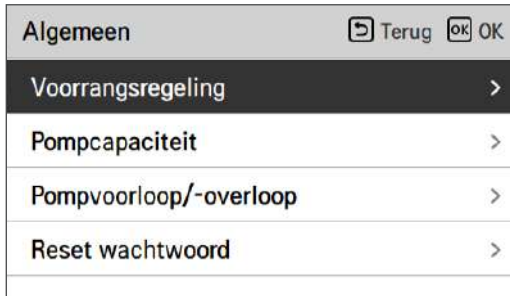 Algemeen Terug OK OK
Voorrangsregeling >
Pompcapaciteit >
Pompvoorloop/-overloop >
Reset wachtwoord >